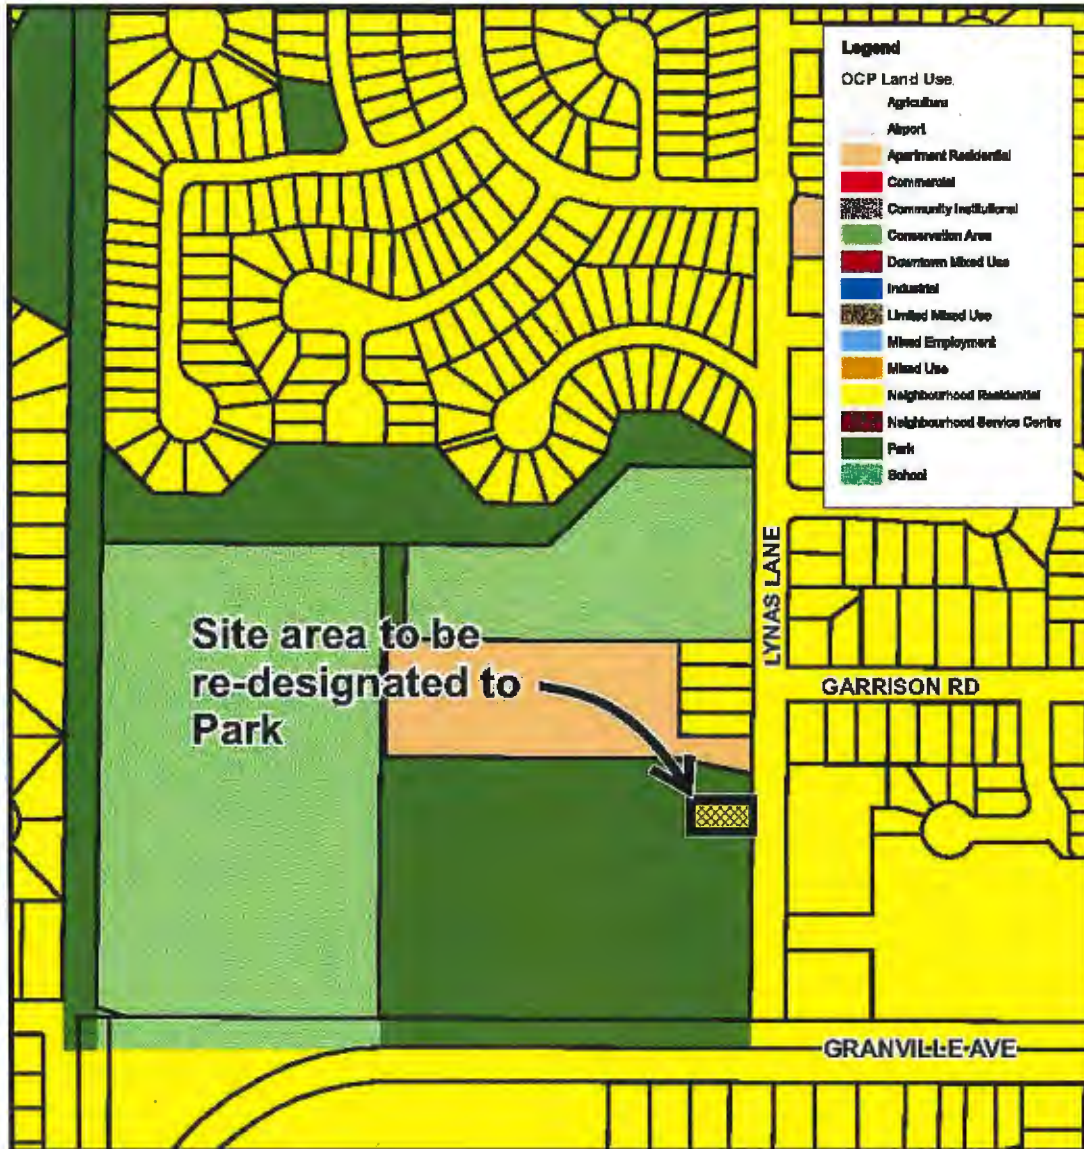 Legend
OCP Land Use
Agriculture
Airport
Apartment Residential
Commercial
Community Institutional
Conservation Area
Downtown Mixed Use
Industrial
Limited Mixed Use
Mixed Employment
Mixed Use
Neighbourhood Residential
Neighbourhood Service Centre
Park
School
LYNAS LANE
Site area to be
re-designated to
Park
GARRISON RD
GRANVILLE AVE